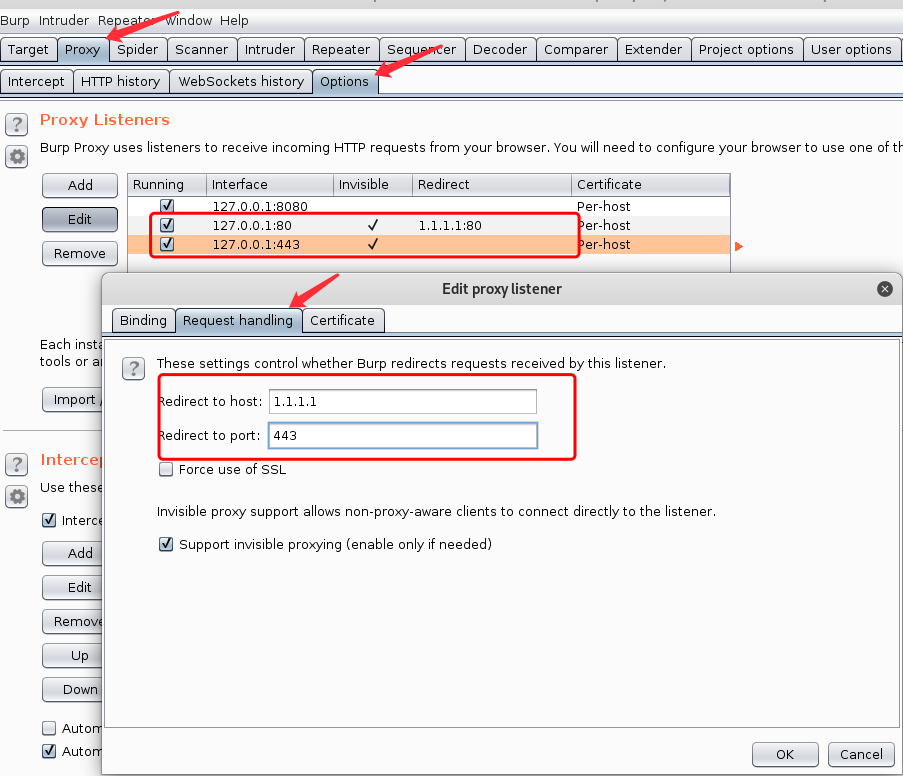 Burp Intruder Repeater Window Help
Target Proxy Spider Scanner Intruder Repeater Sequencer Decoder Comparer Extender Project options User options
Intercept HTTP history WebSockets history Options
? Proxy Listeners
Burp Proxy uses listeners to receive incoming HTTP requests from your browser. You will need to configure your browser to use one of th
Add
Running Interface Invisible Redirect Certificate
127.0.0.1:8080 Per-host
Edit
127.0.0.1:80 ✓ 1.1.1.1:80 Per-host
127.0.0.1:443 ✓ Per-host
Remove
Edit proxy listener
Binding Request handling Certificate
Each insta
tools or a
? These settings control whether Burp redirects requests received by this listener.
Import /
Redirect to host: 1.1.1.1
Redirect to port: 443
? Intercep
Force use of SSL
Use these
Invisible proxy support allows non-proxy-aware clients to connect directly to the listener.
Interce
Support invisible proxying (enable only if needed)
Add
Edit
Remove
Up
Down
Autom
Autom
OK Cancel